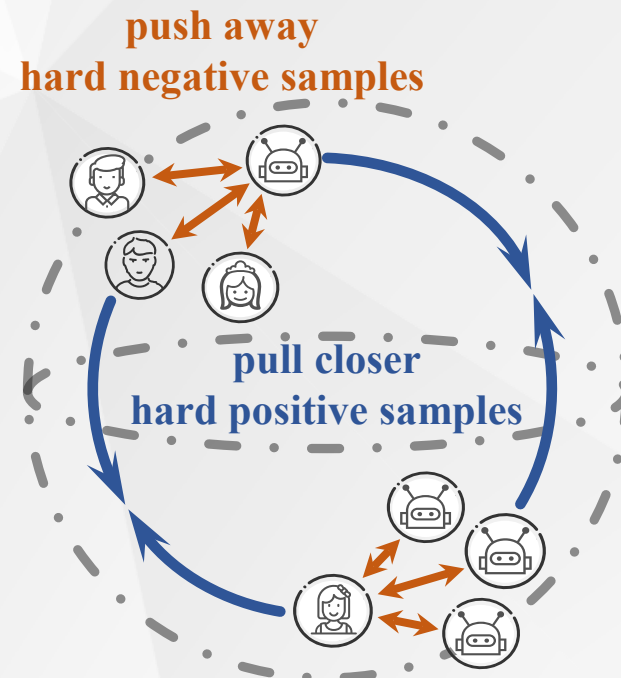 push away
hard negative samples
pull closer
hard positive samples